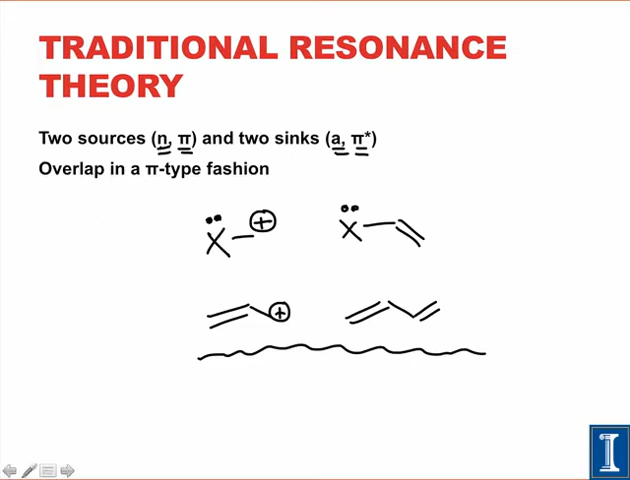 TRADITIONAL RESONANCE
THEORY
Two sources (n, π) and two sinks (a, π*)
Overlap in a π-type fashion
X + X
+
I